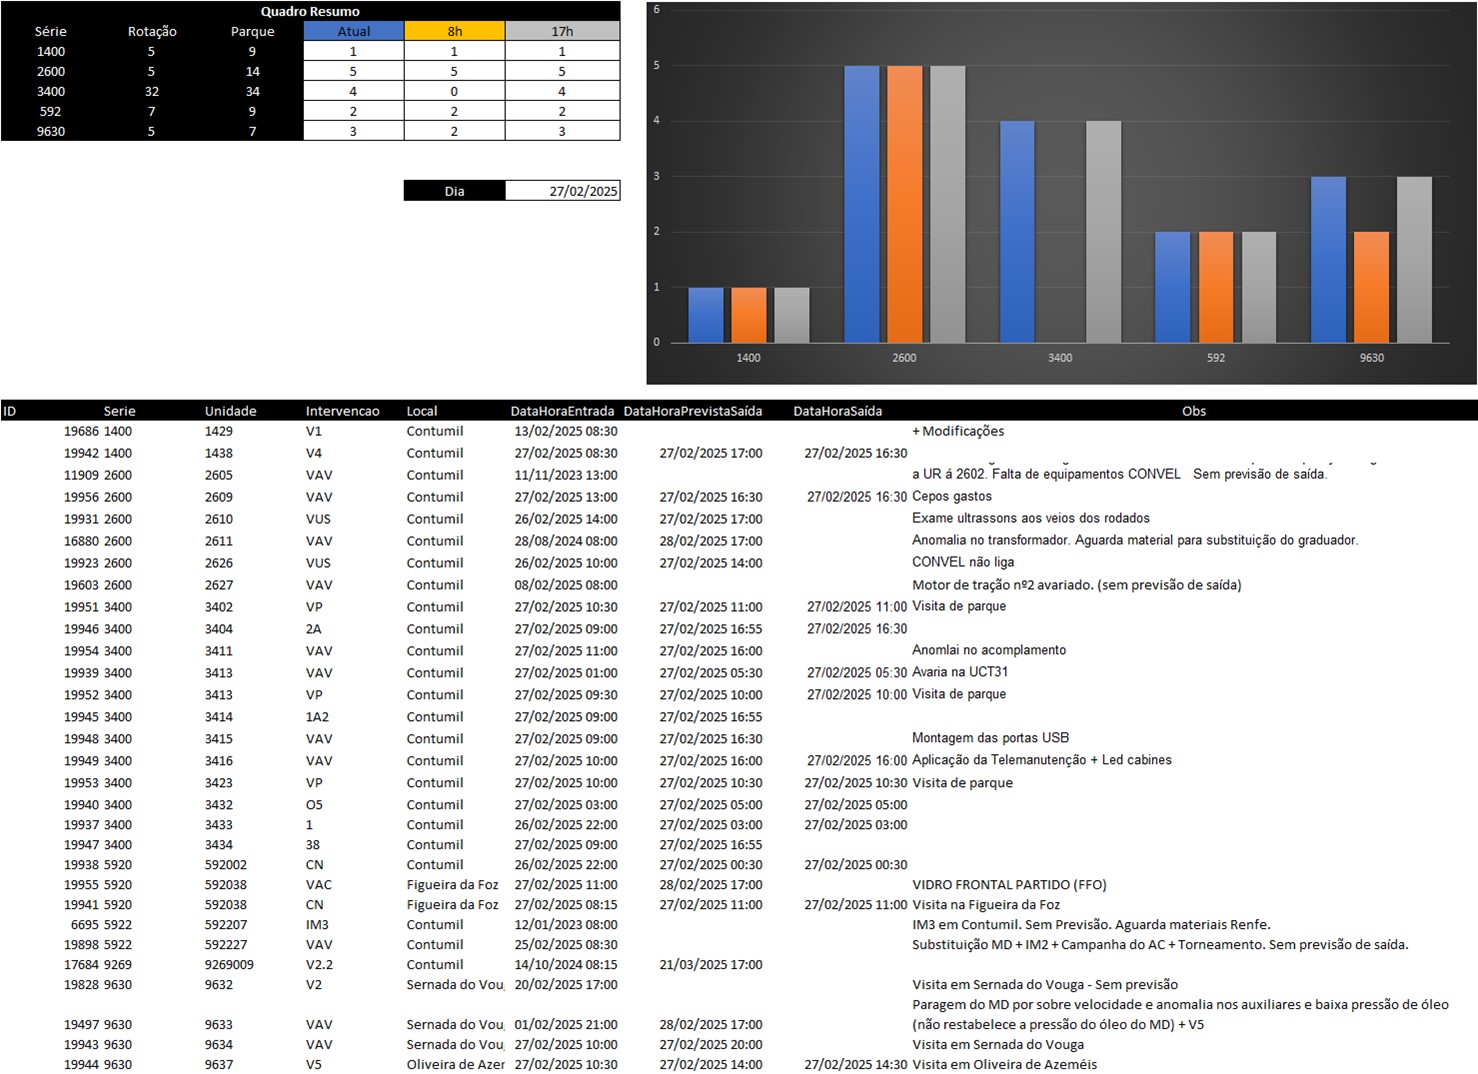 Quadro Resumo
Série Rotação Parque Atual 8h 17h
1400 5 9 1 1 1
2600 5 14 5 5 5
3400 32 34 4 0 4
592 7 9 2 2 2
9630 5 7 3 2 3
Dia 27/02/2025
6
5
4
3
2
1
0
1400 2600 3400 592 9630
ID Serie Unidade Intervencao Local DataHoraEntrada DataHoraPrevistaSaída DataHoraSaída Obs
19686 1400 1429 V1 Contumil 13/02/2025 08:30 + Modificações
19942 1400 1438 V4 Contumil 27/02/2025 08:30 27/02/2025 17:00 27/02/2025 16:30
11909 2600 2605 VAV Contumil 11/11/2023 13:00 a UR á 2602. Falta de equipamentos CONVEL Sem previsão de saída.
19956 2600 2609 VAV Contumil 27/02/2025 13:00 27/02/2025 16:30 27/02/2025 16:30 Cepos gastos
19931 2600 2610 VUS Contumil 26/02/2025 14:00 27/02/2025 17:00 Exame ultrassons aos veios dos rodados
16880 2600 2611 VAV Contumil 28/08/2024 08:00 28/02/2025 17:00 Anomalia no transformador. Aguarda material para substituição do graduador.
19923 2600 2626 VUS Contumil 26/02/2025 10:00 27/02/2025 14:00 CONVEL não liga
19603 2600 2627 VAV Contumil 08/02/2025 08:00 Motor de tração nº2 avariado. (sem previsão de saída)
19951 3400 3402 VP Contumil 27/02/2025 10:30 27/02/2025 11:00 27/02/2025 11:00 Visita de parque
19946 3400 3404 2A Contumil 27/02/2025 09:00 27/02/2025 16:55 27/02/2025 16:30
19954 3400 3411 VAV Contumil 27/02/2025 11:00 27/02/2025 16:00 Anomlai no acomplamento
19939 3400 3413 VAV Contumil 27/02/2025 01:00 27/02/2025 05:30 27/02/2025 05:30 Avaria na UCT31
19952 3400 3413 VP Contumil 27/02/2025 09:30 27/02/2025 10:00 27/02/2025 10:00 Visita de parque
19945 3400 3414 1A2 Contumil 27/02/2025 09:00 27/02/2025 16:55
19948 3400 3415 VAV Contumil 27/02/2025 09:00 27/02/2025 16:30 Montagem das portas USB
19949 3400 3416 VAV Contumil 27/02/2025 10:00 27/02/2025 16:00 27/02/2025 16:00 Aplicação da Telemanutenção + Led cabines
19953 3400 3423 VP Contumil 27/02/2025 10:00 27/02/2025 10:30 27/02/2025 10:30 Visita de parque
19940 3400 3432 O5 Contumil 27/02/2025 03:00 27/02/2025 05:00 27/02/2025 05:00
19937 3400 3433 1 Contumil 26/02/2025 22:00 27/02/2025 03:00 27/02/2025 03:00
19947 3400 3434 38 Contumil 27/02/2025 09:00 27/02/2025 16:55
19938 5920 592002 CN Contumil 26/02/2025 22:00 27/02/2025 00:30 27/02/2025 00:30
19955 5920 592038 VAC Figueira da Foz 27/02/2025 11:00 28/02/2025 17:00 VIDRO FRONTAL PARTIDO (FFO)
19941 5920 592038 CN Figueira da Foz 27/02/2025 08:15 27/02/2025 11:00 27/02/2025 11:00 Visita na Figueira da Foz
6695 5922 592207 IM3 Contumil 12/01/2023 08:00 IM3 em Contumil. Sem Previsão. Aguarda materiais Renfe.
19898 5922 592227 VAV Contumil 25/02/2025 08:30 Substituição MD + IM2 + Campanha do AC + Torneamento. Sem previsão de saída.
17684 9269 9269009 V2.2 Contumil 14/10/2024 08:15 21/03/2025 17:00
19828 9630 9632 V2 Sernada do Vou 20/02/2025 17:00 Visita em Sernada do Vouga - Sem previsão
Paragem do MD por sobre velocidade e anomalia nos auxiliares e baixa pressão de óleo
19497 9630 9633 VAV Sernada do Vou 01/02/2025 21:00 28/02/2025 17:00 (não restabelece a pressão do óleo do MD) + V5
19943 9630 9634 VAV Sernada do Vou 27/02/2025 10:00 27/02/2025 20:00 Visita em Sernada do Vouga
19944 9630 9637 V5 Oliveira de Azer 27/02/2025 10:30 27/02/2025 14:00 27/02/2025 14:30 Visita em Oliveira de Azeméis